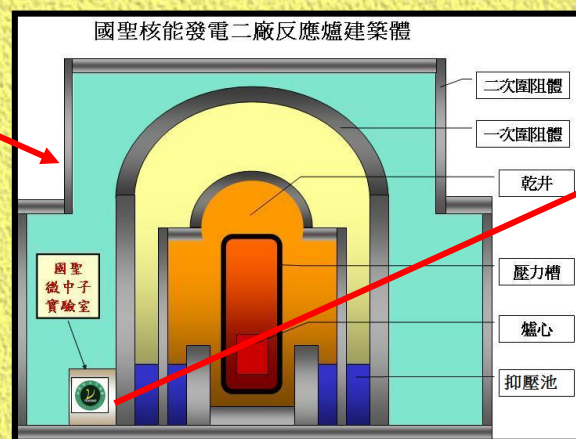 國聖核能發電二廠反應爐建築體
二次圍阻體
一次圍阻體
乾井
壓力槽
爐心
抑壓池
國聖
微中子
實驗室